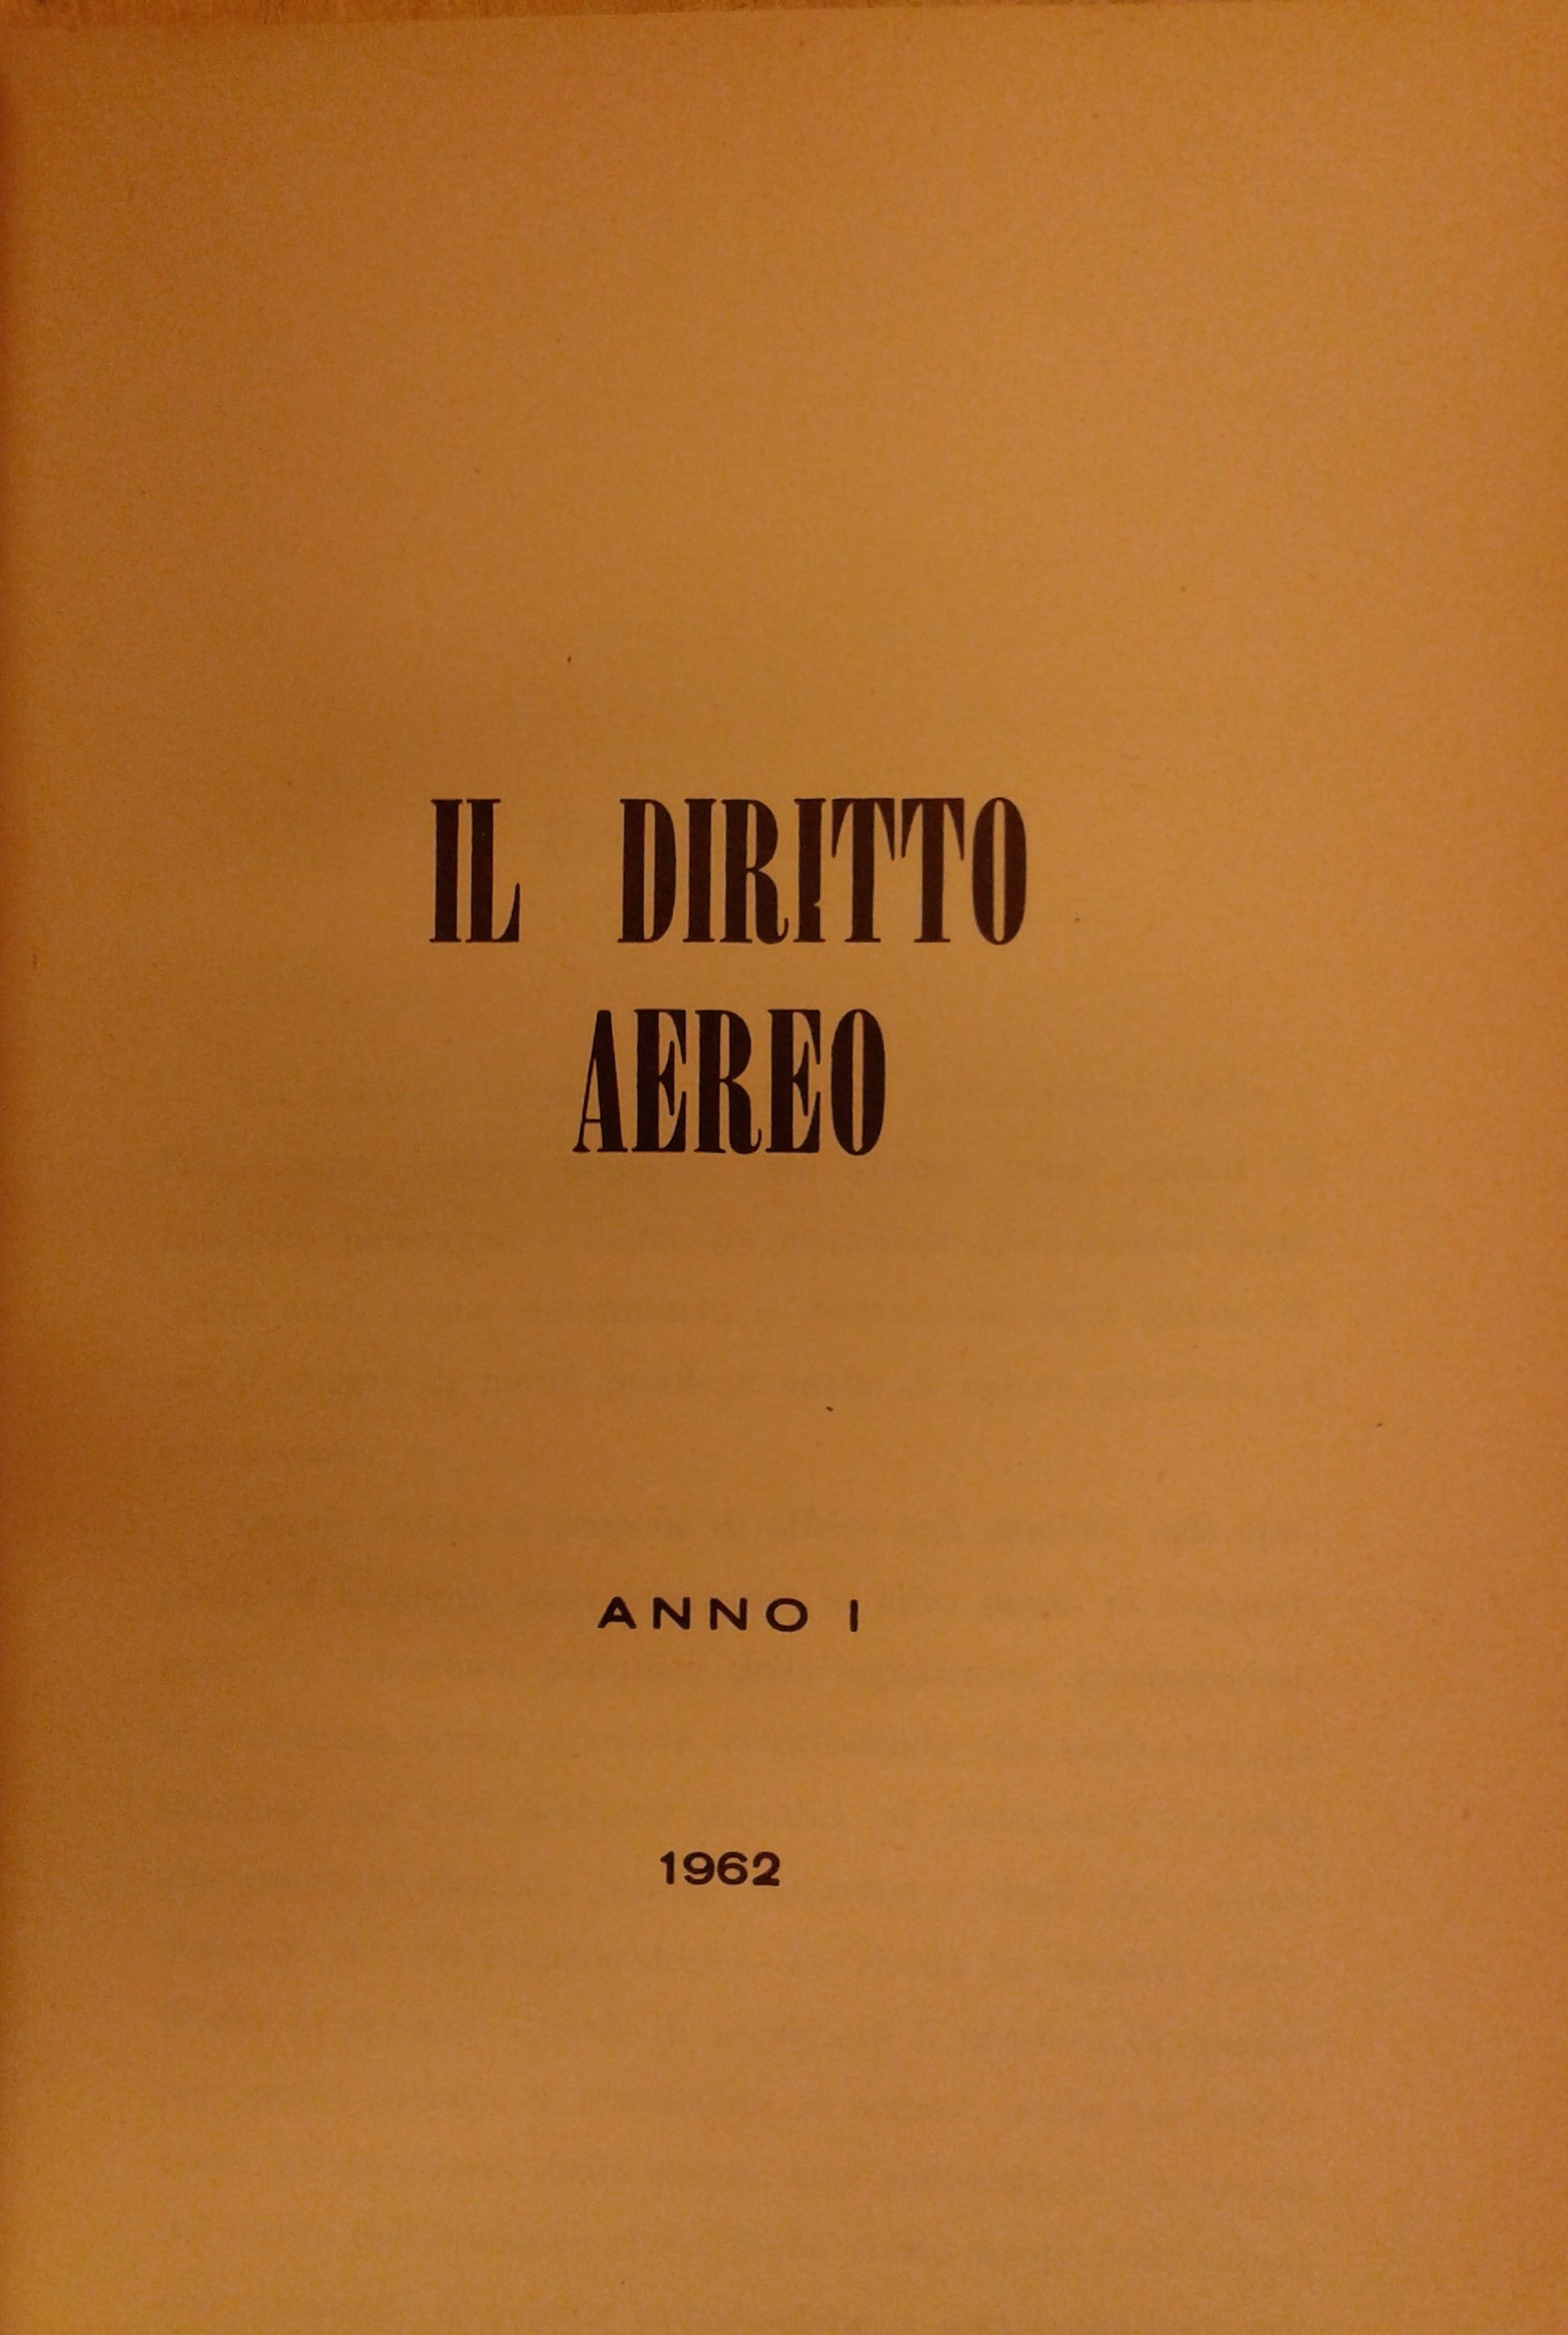 IL DIRITTO
AEREO
ANNO I
1962